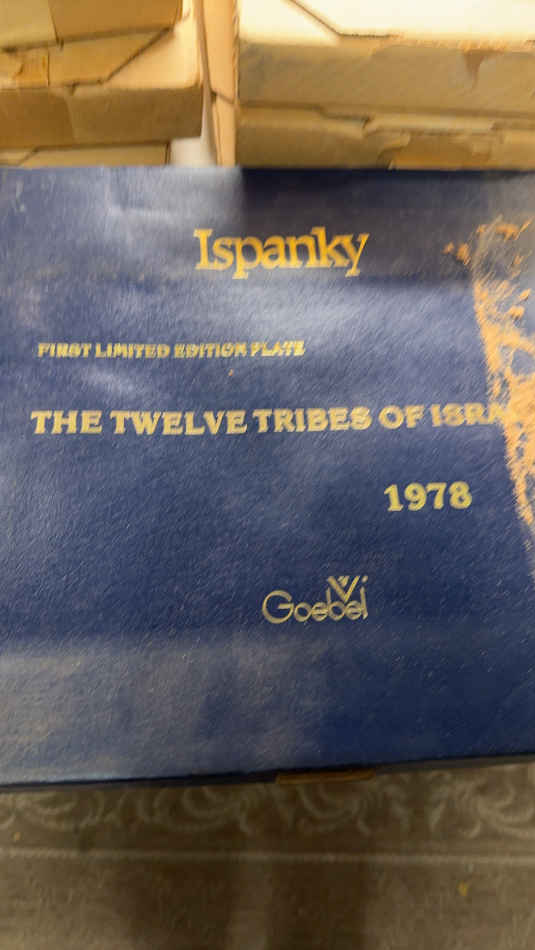 Ispanky
FIRST LIMITED EDITION PLATE
THE TWELVE TRIBES OF ISRA
1978
Goebel